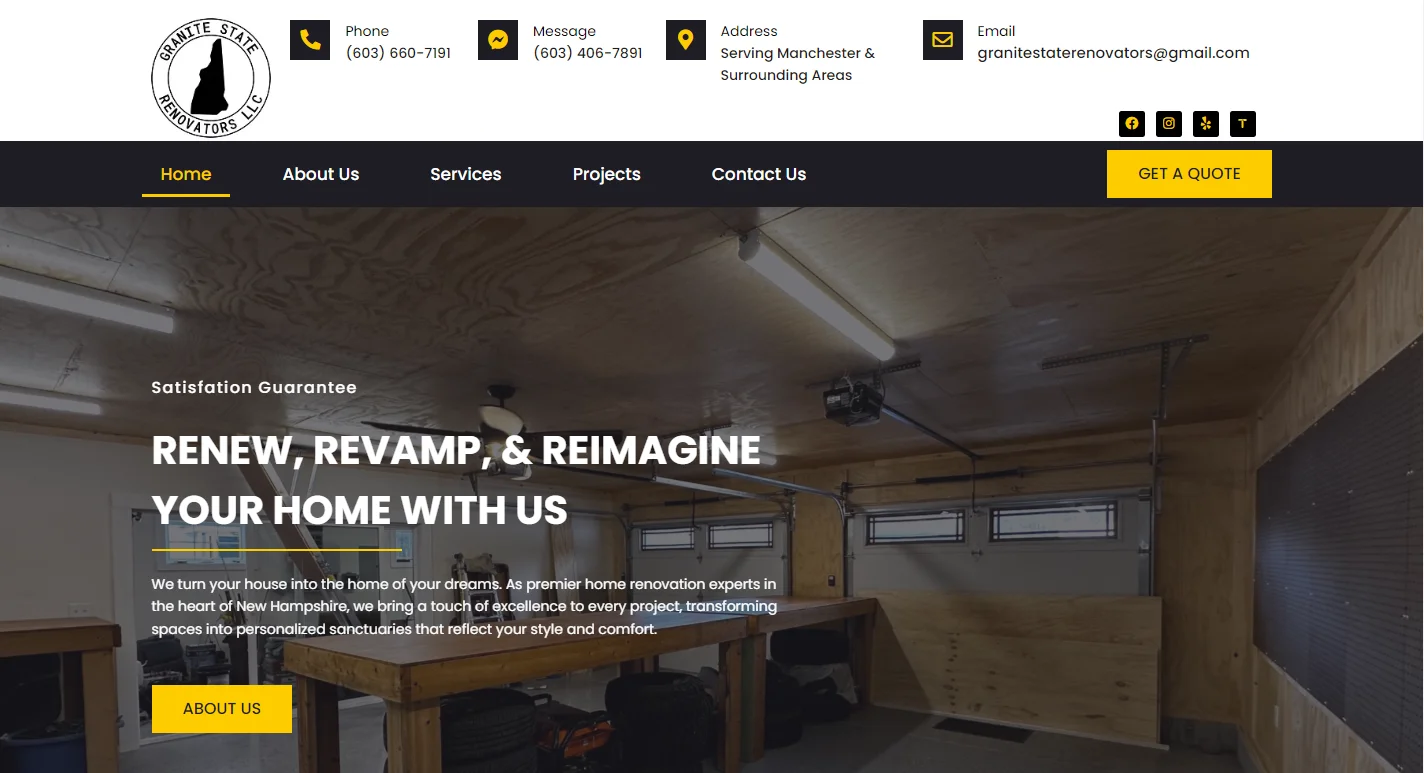 GRANITE STATE
RENOVATORS LLC
Phone
(603) 660-7191
Message
(603) 406-7891
Address
Serving Manchester &
Surrounding Areas
Email
granitestaterenovators@gmail.com
Home
About Us
Services
Projects
Contact Us
GET A QUOTE
Satisfation Guarantee
RENEW, REVAMP, & REIMAGINE
YOUR HOME WITH US
We turn your house into the home of your dreams. As premier home renovation experts in
the heart of New Hampshire, we bring a touch of excellence to every project, transforming
spaces into personalized sanctuaries that reflect your style and comfort.
ABOUT US